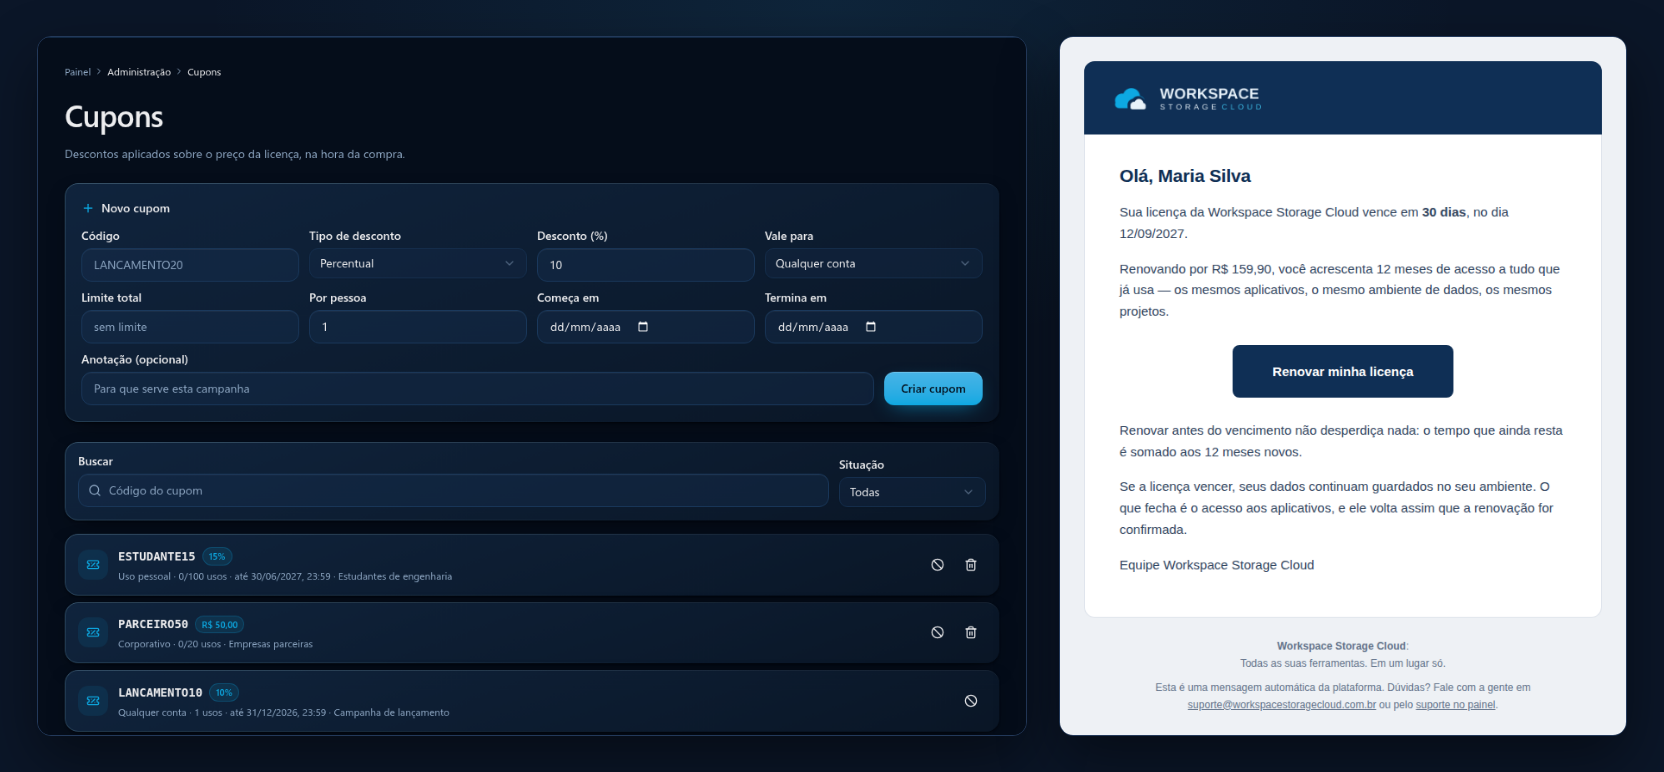 Painel > Administração > Cupons
Cupons
Descontos aplicados sobre o preço da licença, na hora da compra.
+ Novo cupom
Código
Tipo de desconto
Desconto (%)
Vale para
LANCAMENTO20
Percentual
10
Qualquer conta
Limite total
Por pessoa
Começa em
Termina em
sem limite
1
dd/mm/aaaa
dd/mm/aaaa
Anotação (opcional)
Para que serve esta campanha
Criar cupom
Buscar
Situação
Código do cupom
Todas
ESTUDANTE15 15%
Uso pessoal · 0/100 usos · até 30/06/2027, 23:59 · Estudantes de engenharia
PARCEIRO50 R$ 50,00
Corporativo · 0/20 usos · Empresas parceiras
LANCAMENTO10 10%
Qualquer conta · 1 usos · até 31/12/2026, 23:59 · Campanha de lançamento
WORKSPACE
STORAGE CLOUD
Olá, Maria Silva
Sua licença da Workspace Storage Cloud vence em 30 dias, no dia
12/09/2027.
Renovando por R$ 159,90, você acrescenta 12 meses de acesso a tudo que
já usa — os mesmos aplicativos, o mesmo ambiente de dados, os mesmos
projetos.
Renovar minha licença
Renovar antes do vencimento não desperdiça nada: o tempo que ainda resta
é somado aos 12 meses novos.
Se a licença vencer, seus dados continuam guardados no seu ambiente. O
que fecha é o acesso aos aplicativos, e ele volta assim que a renovação for
confirmada.
Equipe Workspace Storage Cloud
Workspace Storage Cloud:
Todas as suas ferramentas. Em um lugar só.
Esta é uma mensagem automática da plataforma. Dúvidas? Fale com a gente em
suporte@workspacestoragecloud.com.br ou pelo suporte no painel.